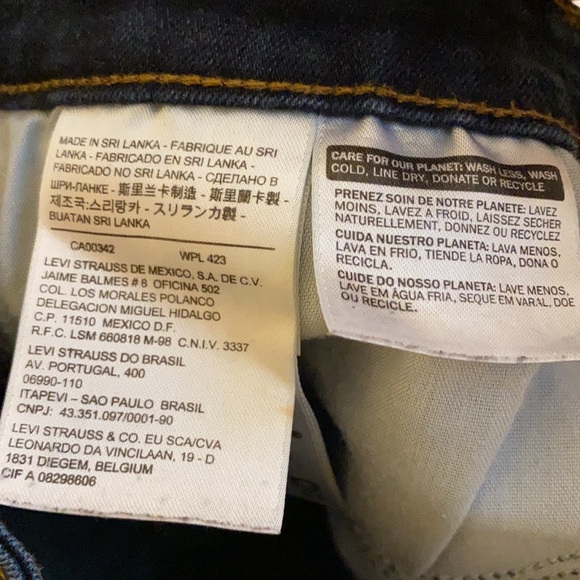 MADE IN SRI LANKA - FABRIQUE AU SRI
LANKA - FABRICADO EN SRI LANKA -
FABRICADO NO SRI LANKA - СДЕЛАНО В
ШРИ-ЛАНКЕ - 斯里兰卡制造 - 斯里蘭卡製 -
제조국:스리랑카 - スリランカ製 -
BUATAN SRI LANKA
CA00342 WPL 423
LEVI STRAUSS DE MEXICO, S.A. DE C.V.
JAIME BALMES # 8 OFICINA 502
COL. LOS MORALES POLANCO
DELEGACION MIGUEL HIDALGO
C.P. 11510 MEXICO D.F.
R.F.C. LSM 660818 M-98 C.N.I.V. 3337
LEVI STRAUSS DO BRASIL
AV. PORTUGAL, 400
06990-110
ITAPEVI - SAO PAULO BRASIL
CNPJ: 43.351.097/0001-90
LEVI STRAUSS & CO. EU SCA/CVA
LEONARDO DA VINCILAAN, 19 - D
1831 DIEGEM, BELGIUM
CIF A 08298606
CARE FOR OUR PLANET: WASH LESS, WASH
COLD, LINE DRY, DONATE OR RECYCLE
PRENEZ SOIN DE NOTRE PLANETE: LAVEZ
MOINS, LAVEZ A FROID, LAISSEZ SÉCHER
NATURELLEMENT, DONNEZ OU RECYCLEZ
CUIDA NUESTRO PLANETA: LAVA MENOS,
LAVA EN FRIO, TIENDE LA ROPA, DONA O
RECICLA.
CUIDE DO NOSSO PLANETA: LAVE MENOS,
LAVE EM ÁGUA FRIA, SEQUE EM VARAL, DOE
OU RECICLE.